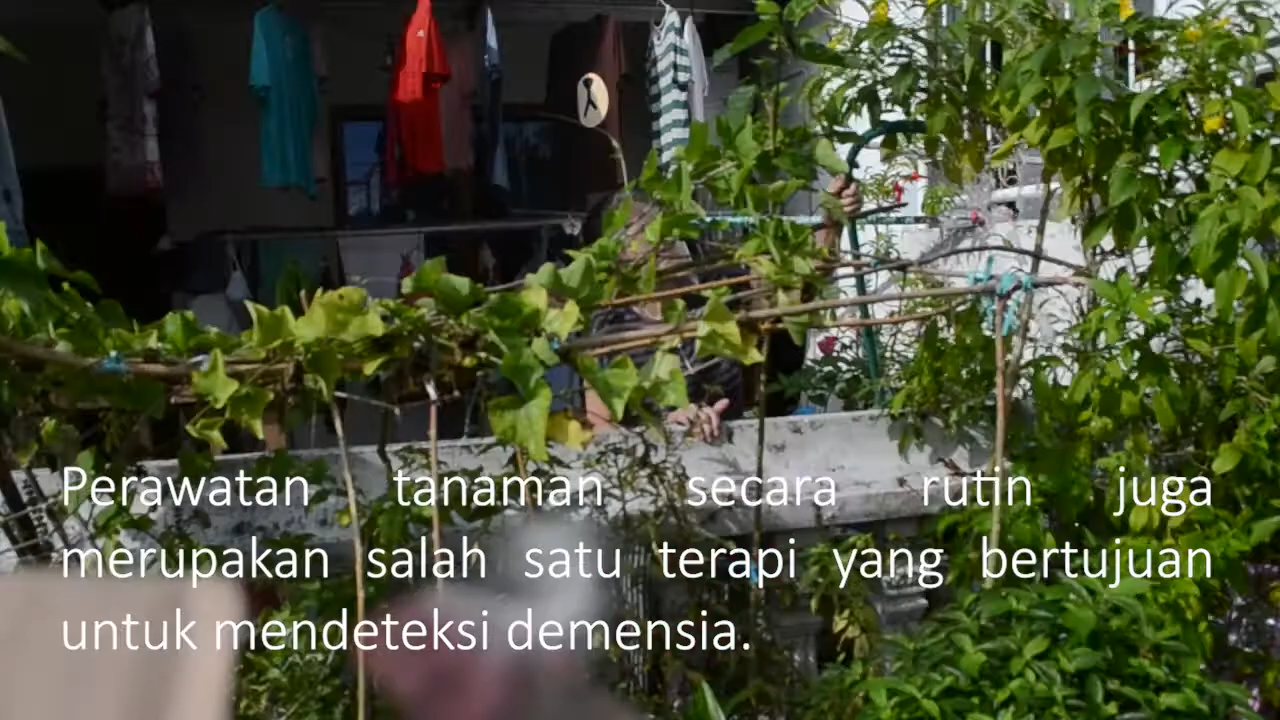 Perawatan tanaman secara rutin juga
merupakan salah satu terapi yang bertujuan
untuk mendeteksi demensia.